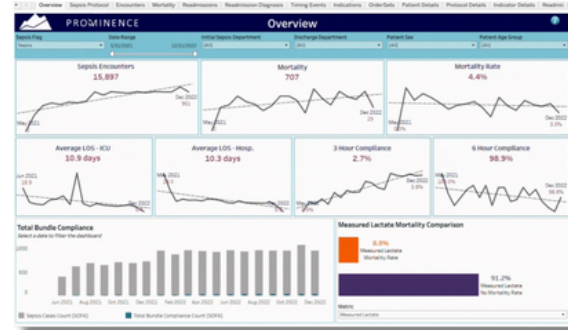 Overview Sepsis Protocol Encounters Mortality Readmissions Readmission Diagnosis Timing Events Indications OrderSets Patient Details Protocol Details Indicator Details Readmi
PROMINENCE Overview
Sepsis Flag Date Range Initial Sepsis Department Discharge Department Patient Sex Patient Age Group
Sepsis (All) (All) (All) (All)
Sepsis Encounters Mortality Mortality Rate
15,897 707 4.4%
Dec 2022 Dec 2022 Dec 2022
May 2021
Average LOS - ICU Average LOS - Hosp. 3 Hour Compliance 6 Hour Compliance
10.9 days 10.3 days 2.7% 98.9%
Jun 2021
Dec 2022 Dec 2022
Total Bundle Compliance Measured Lactate Mortality Comparison
Select a date to filter the dashboard
Measured Lactate
Mortality Rate
91.2%
Measured Lactate
No Mortality Rate
Jun 2021 Aug 2021 Oct 2021 Dec 2021 Feb 2022 Apr 2022 Jun 2022 Aug 2022 Oct 2022 Dec 2022
Metric
Sepsis Cases Count (SOFA) Total Bundle Compliance Count (SOFA) Measured Lactate